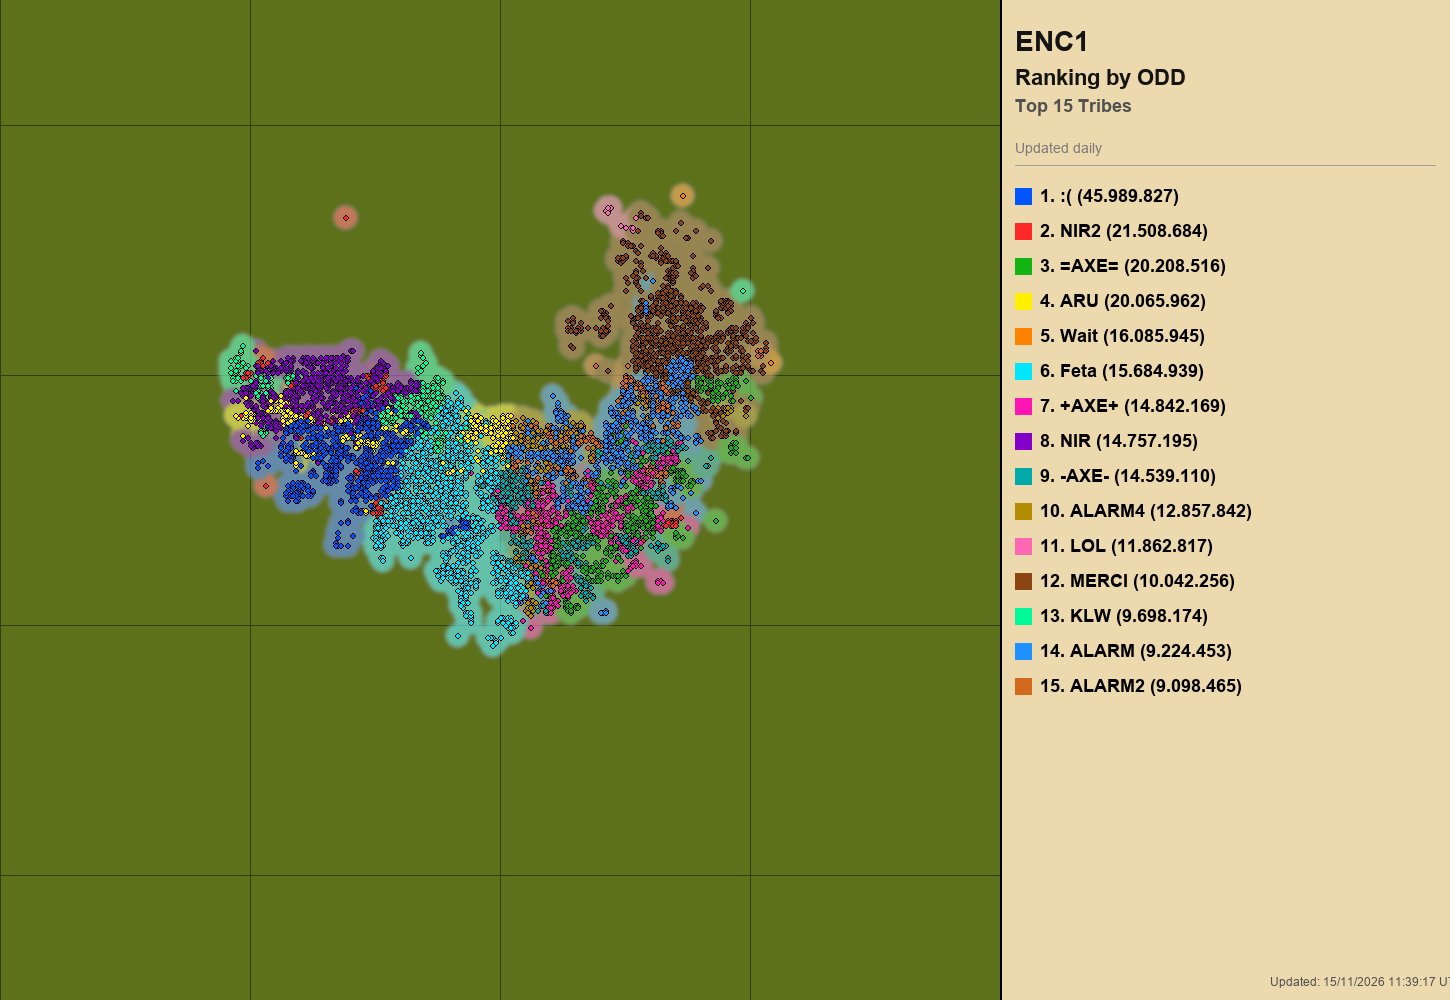 ENC1
Ranking by ODD
Top 15 Tribes
Updated daily
1. :( (45.989.827)
2. NIR2 (21.508.684)
3. =AXE= (20.208.516)
4. ARU (20.065.962)
5. Wait (16.085.945)
6. Feta (15.684.939)
7. +AXE+ (14.842.169)
8. NIR (14.757.195)
9. -AXE- (14.539.110)
10. ALARM4 (12.857.842)
11. LOL (11.862.817)
12. MERCI (10.042.256)
13. KLW (9.698.174)
14. ALARM (9.224.453)
15. ALARM2 (9.098.465)
Updated: 15/11/2026 11:39:17